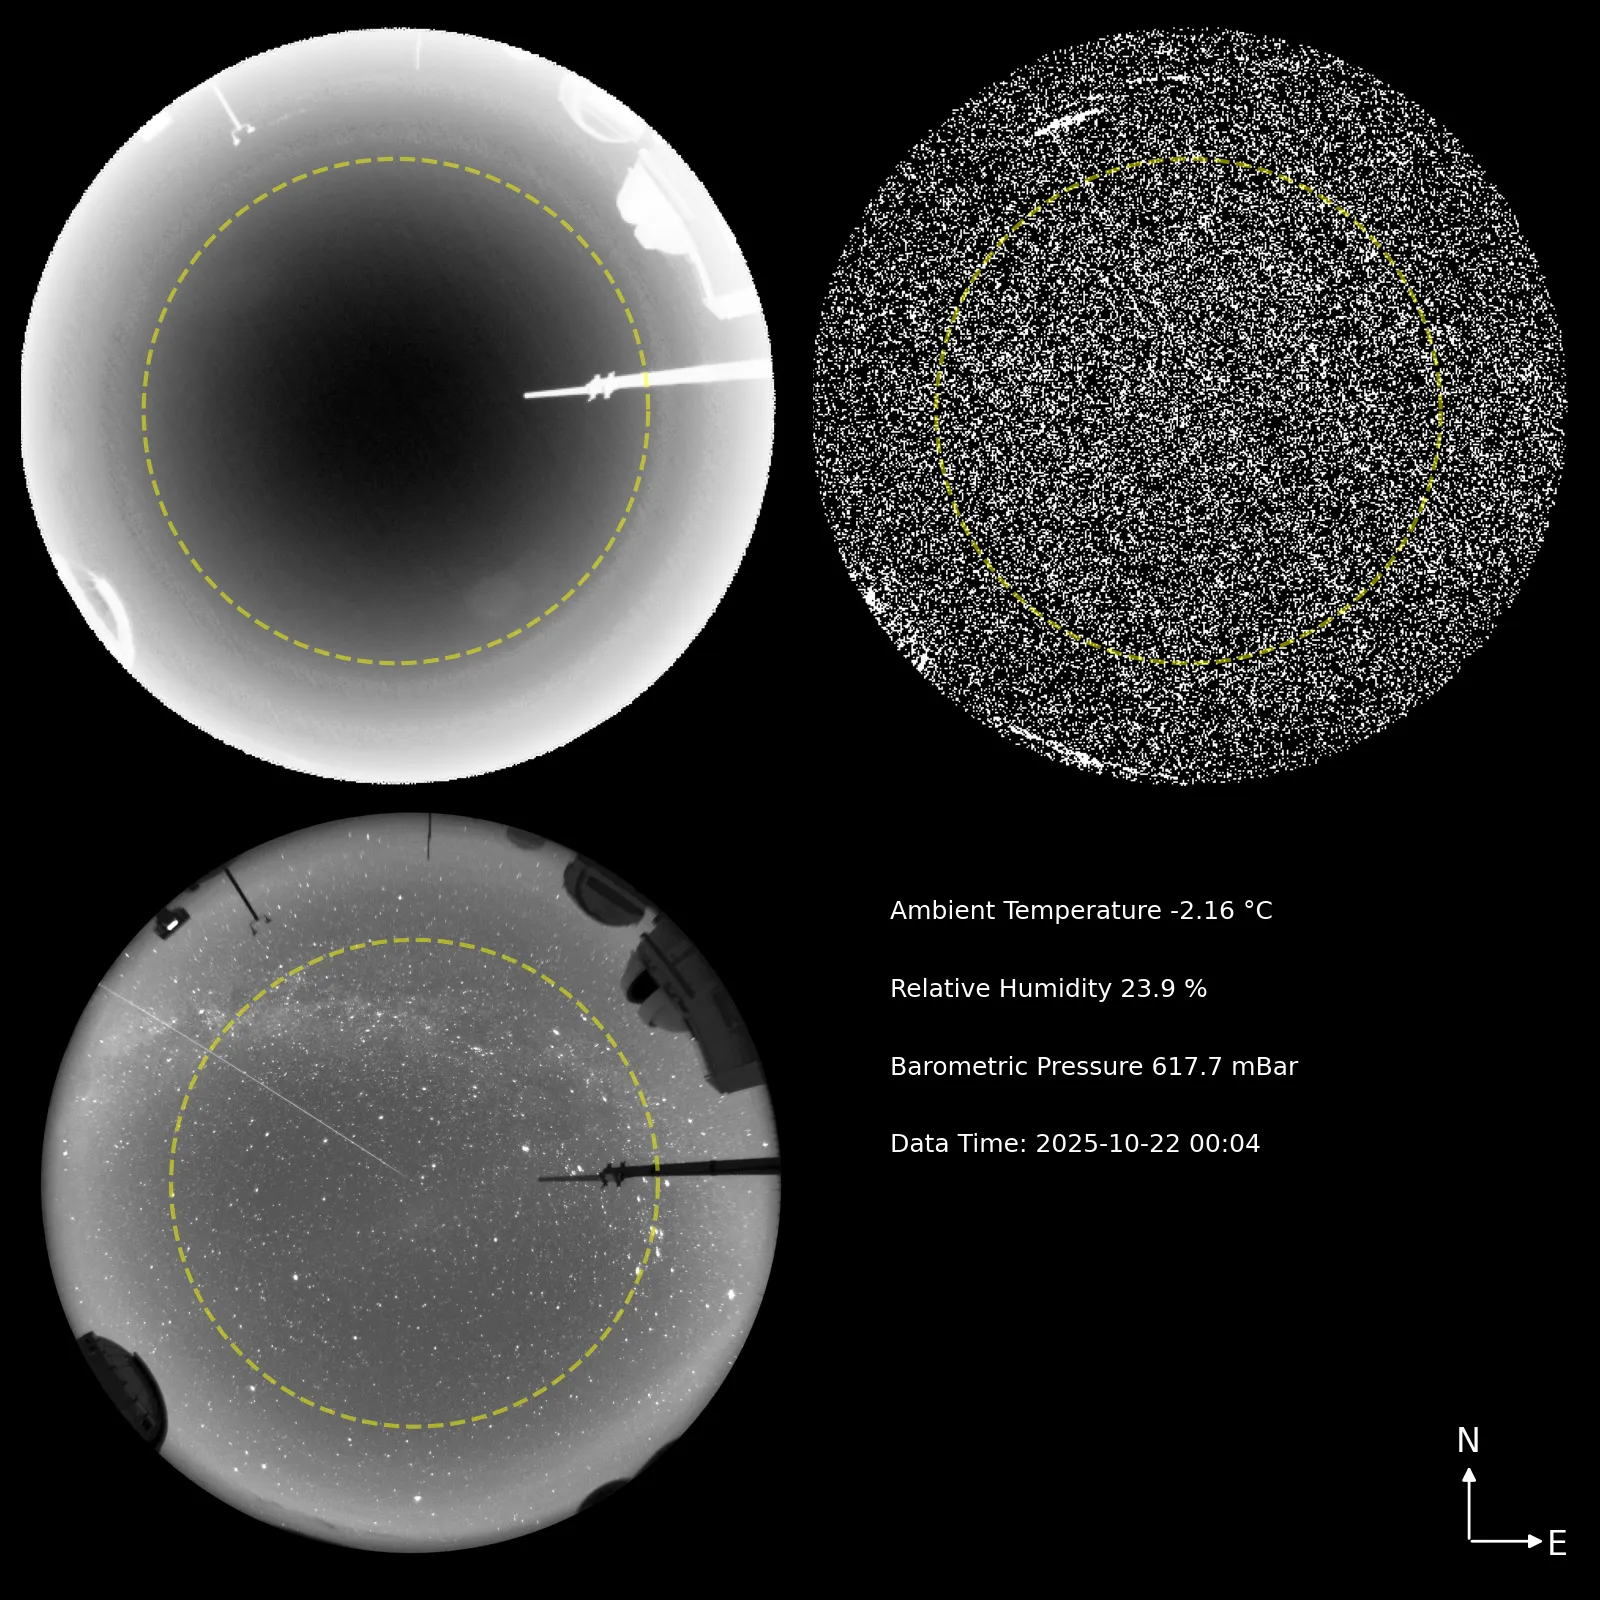 Ambient Temperature -2.16 °C
Relative Humidity 23.9 %
Barometric Pressure 617.7 mBar
Data Time: 2025-10-22 00:04
N
E